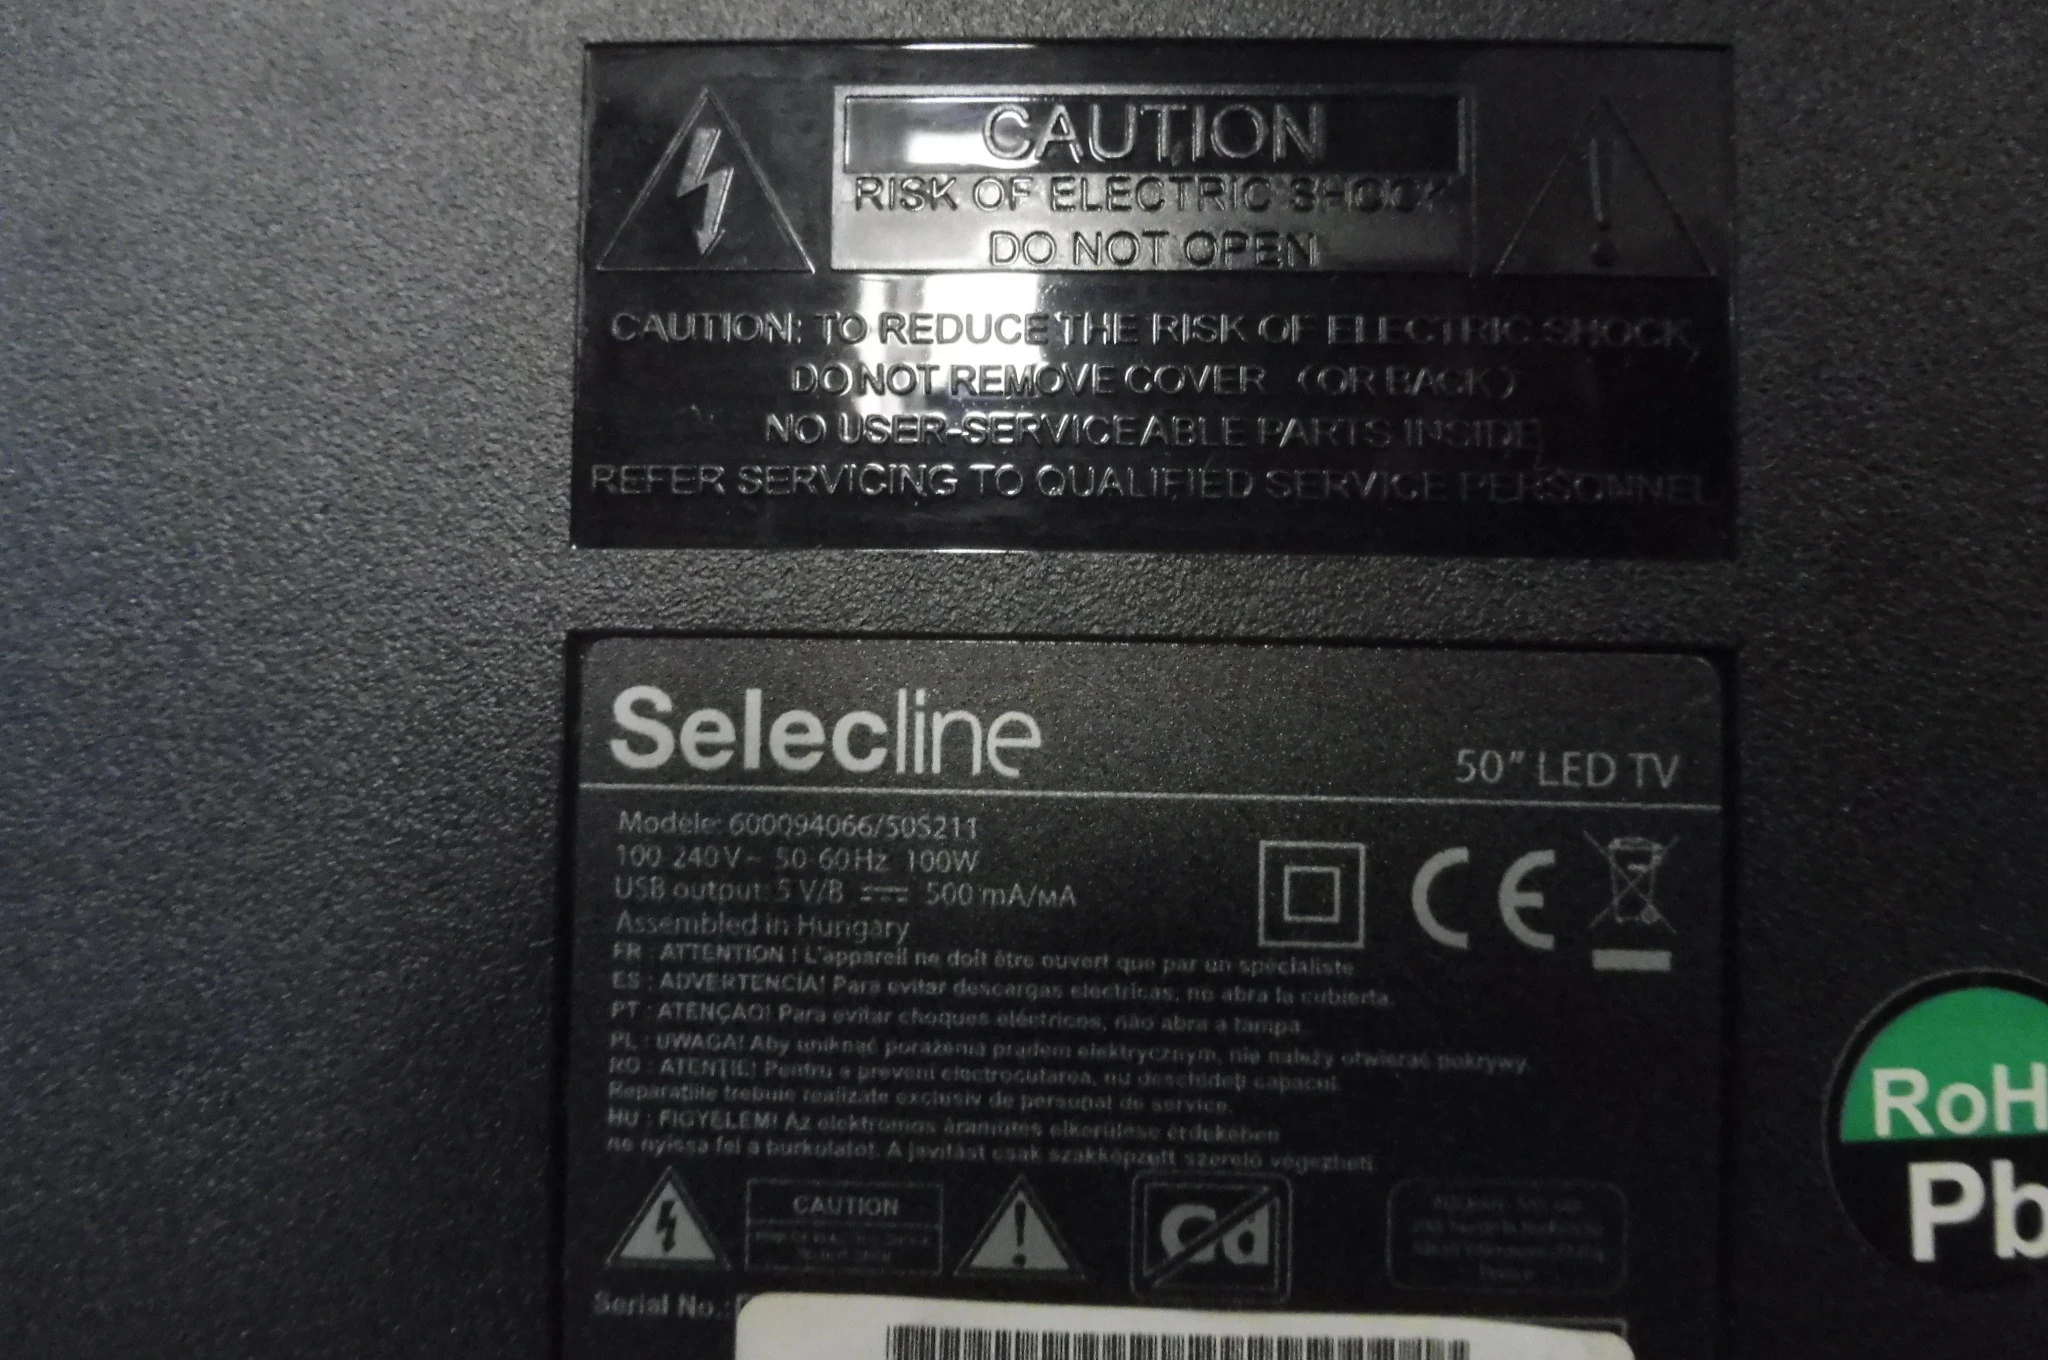 CAUTION
RISK OF ELECTRIC SHOCK
DO NOT OPEN
CAUTION: TO REDUCE THE RISK OF ELECTRIC SHOCK,
DO NOT REMOVE COVER (OR BACK)
NO USER-SERVICEABLE PARTS INSIDE
REFER SERVICING TO QUALIFIED SERVICE PERSONNEL
Selecline
50" LED TV
Modele: 600094066/50S211
100-240V~ 50-60Hz 100W
USB output: 5 V/B 500 mA/мА
Assembled in Hungary
CE
FR : ATTENTION ! L'appareil ne doit être ouvert que par un spécialiste
ES : ADVERTENCIA! Para evitar descargas electricas, no abra la cubierta.
PT : ATENÇAO! Para evitar choques eléctricos, não abra a tampa.
PL : UWAGA! Aby uniknąć porażenia prądem elektrycznym, nie należy otwierać pokrywy.
RO : ATENTIE! Pentru a preveni electrocutarea, nu deschideti capacul.
Reparațiile trebuie realizate exclusiv de personal de service.
HU : FIGYELEM! Az elektromos áramütés elkerülése érdekében
ne nyissa fel a burkolatot. A javítást csak szakképzett szerelő végezheti.
CAUTION
Cd
RoH
Pb
Serial No.: